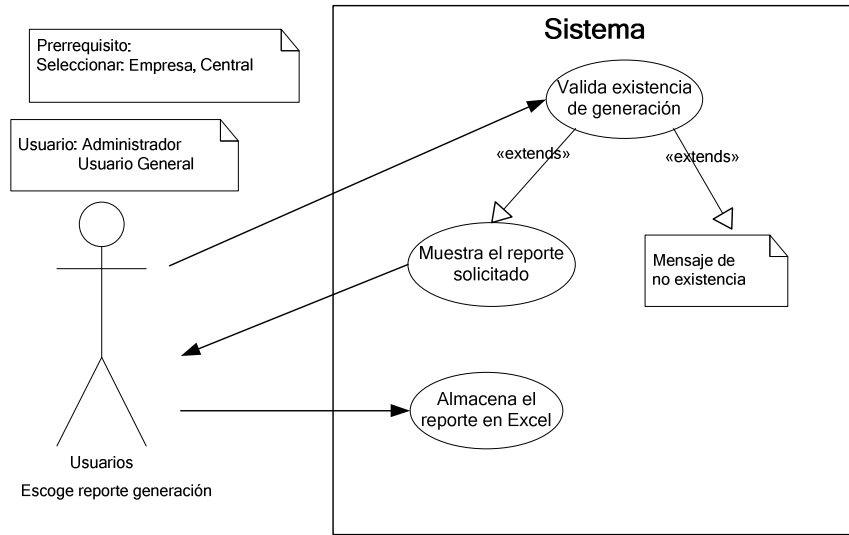 Prerrequisito:
Seleccionar: Empresa, Central
Usuario: Administrador
Usuario General
Usuarios
Escoge reporte generación
Sistema
Valida existencia
de generación
«extends»
«extends»
Muestra el reporte
solicitado
Mensaje de
no existencia
Almacena el
reporte en Excel